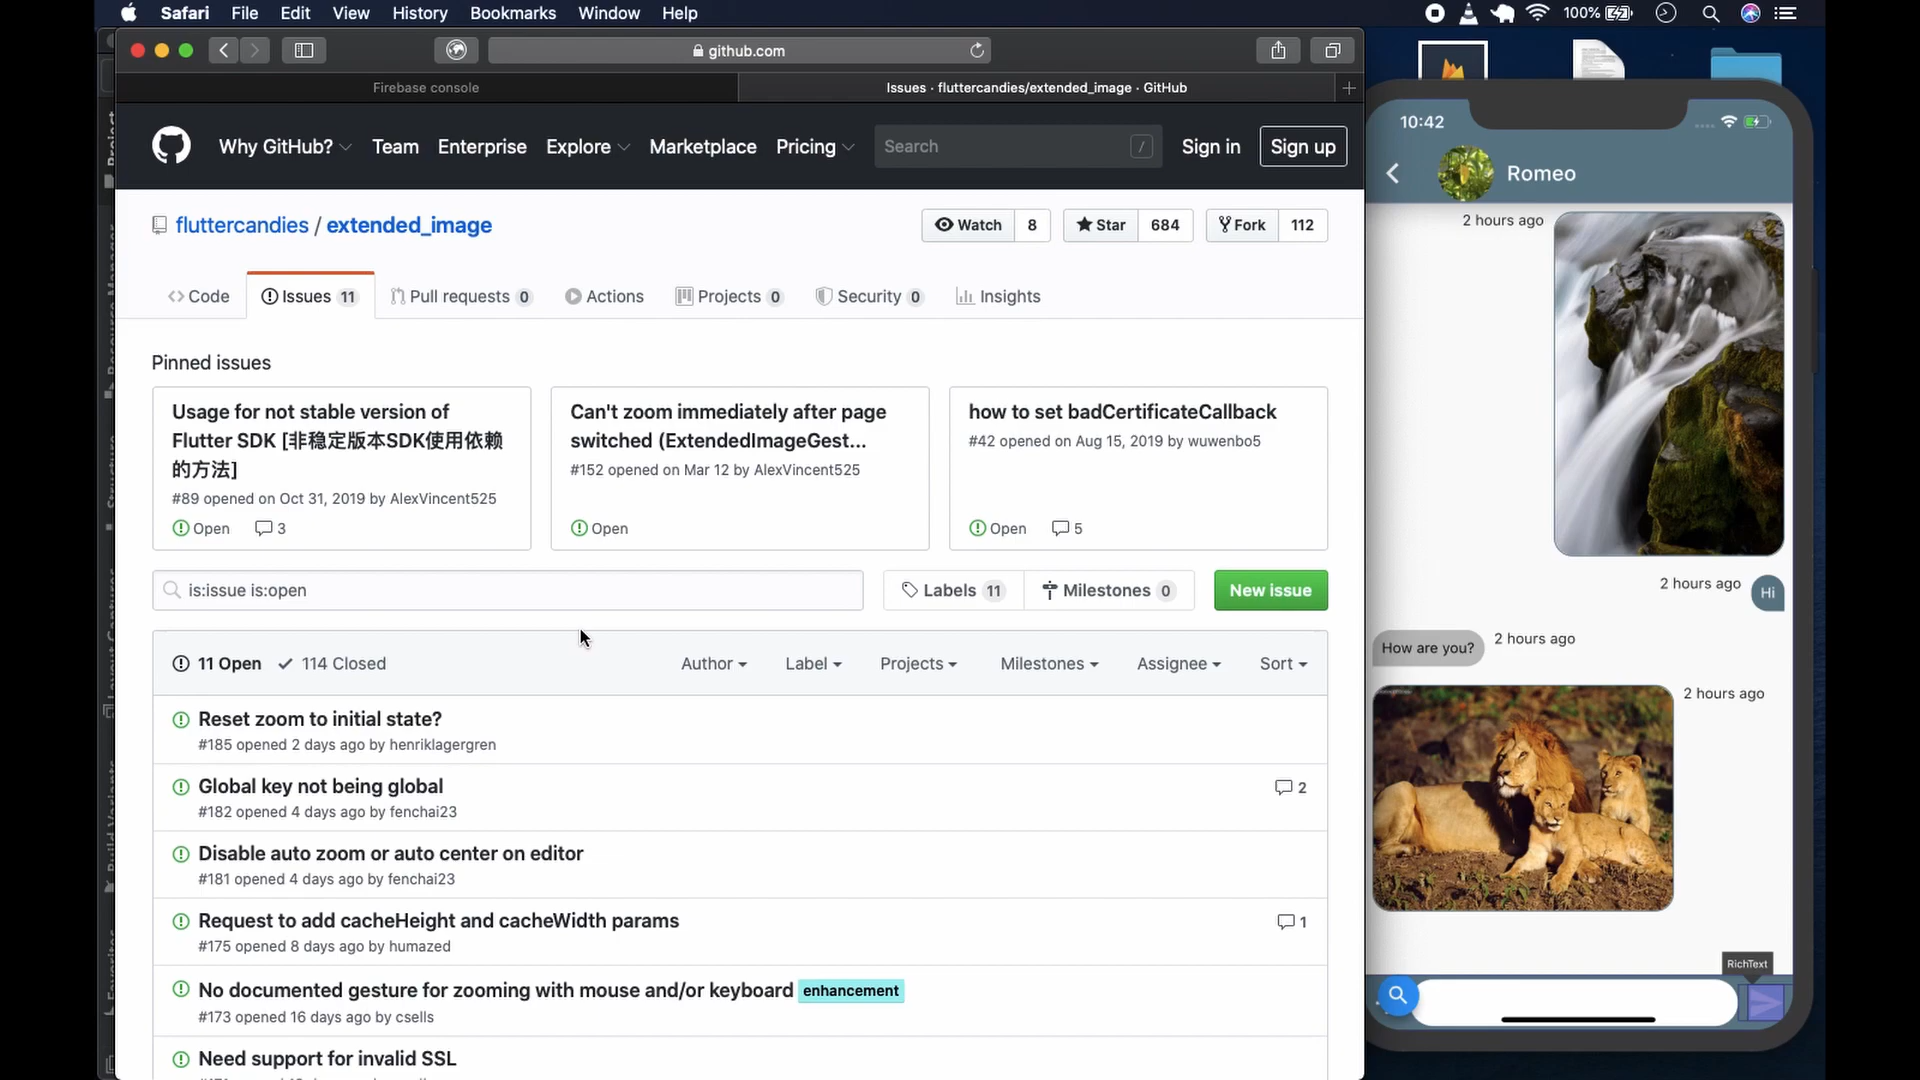 Safari File Edit View History Bookmarks Window Help
100%
github.com
Firebase console
Issues · fluttercandies/extended_image · GitHub
Why GitHub? Team Enterprise Explore Marketplace Pricing
Search /
Sign in Sign up
fluttercandies / extended_image
Watch 8 Star 684 Fork 112
Code Issues 11 Pull requests 0 Actions Projects 0 Security 0 Insights
Pinned issues
Usage for not stable version of
Flutter SDK [非稳定版本SDK使用依赖
的方法]
#89 opened on Oct 31, 2019 by AlexVincent525
Open 3
Can't zoom immediately after page
switched (ExtendedImageGest...
#152 opened on Mar 12 by AlexVincent525
Open
how to set badCertificateCallback
#42 opened on Aug 15, 2019 by wuwenbo5
Open 5
is:issue is:open
Labels 11 Milestones 0
New issue
11 Open 114 Closed
Author Label Projects Milestones Assignee Sort
Reset zoom to initial state?
#185 opened 2 days ago by henriklagergren
Global key not being global
2
#182 opened 4 days ago by fenchai23
Disable auto zoom or auto center on editor
#181 opened 4 days ago by fenchai23
Request to add cacheHeight and cacheWidth params
1
#175 opened 8 days ago by humazed
No documented gesture for zooming with mouse and/or keyboard enhancement
#173 opened 16 days ago by csells
Need support for invalid SSL
10:42
Romeo
2 hours ago
2 hours ago
Hi
How are you?
2 hours ago
2 hours ago
RichText